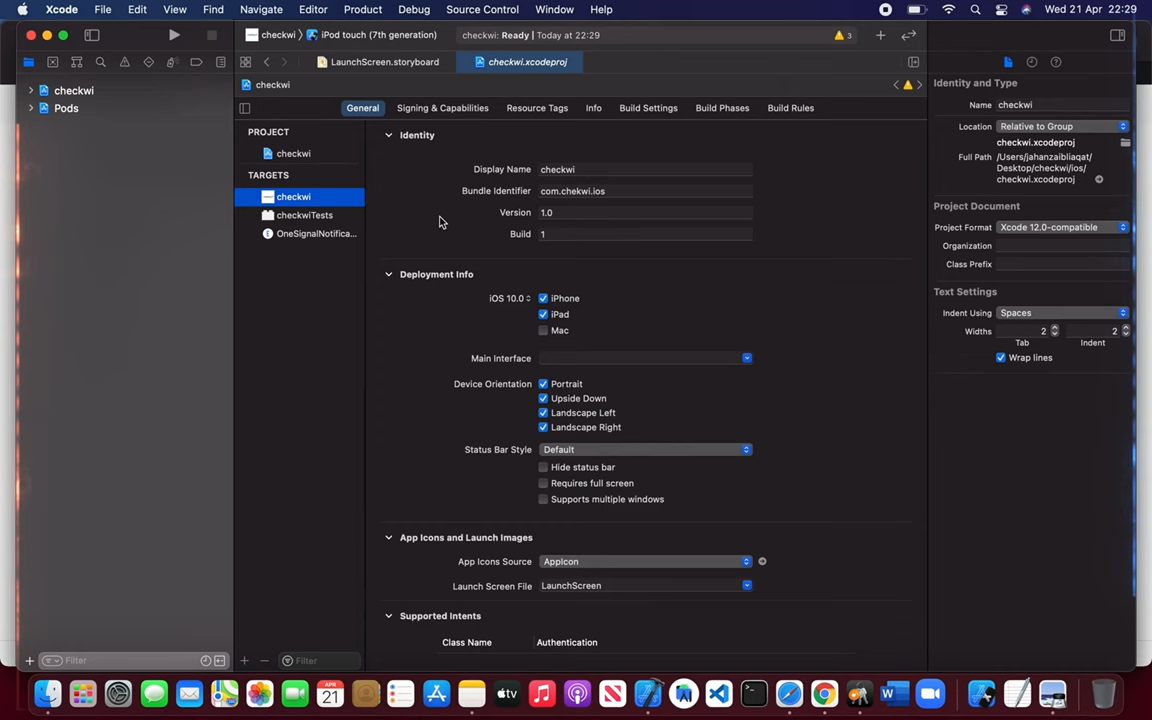 Xcode File Edit View Find Navigate Editor Product Debug Source Control Window Help Wed 21 Apr 22:29
checkwi iPod touch (7th generation) checkwi: Ready | Today at 22:29 3
LaunchScreen.storyboard checkwi.xcodeproj
checkwi
checkwi
Pods
General Signing & Capabilities Resource Tags Info Build Settings Build Phases Build Rules
PROJECT
checkwi
TARGETS
checkwi
checkwiTests
OneSignalNotifica...
Identity
Display Name checkwi
Bundle Identifier com.chekwi.ios
Version 1.0
Build 1
Deployment Info
iOS 10.0 iPhone
iPad
Mac
Main Interface
Device Orientation Portrait
Upside Down
Landscape Left
Landscape Right
Status Bar Style Default
Hide status bar
Requires full screen
Supports multiple windows
App Icons and Launch Images
App Icons Source AppIcon
Launch Screen File LaunchScreen
Supported Intents
Class Name Authentication
Filter
Filter
Identity and Type
Name checkwi
Location Relative to Group
checkwi.xcodeproj
Full Path /Users/jahanzaibliaqat/
Desktop/checkwi/ios/
checkwi.xcodeproj
Project Document
Project Format Xcode 12.0-compatible
Organization
Class Prefix
Text Settings
Indent Using Spaces
Widths 2 2
Tab Indent
Wrap lines
APR
21
tv